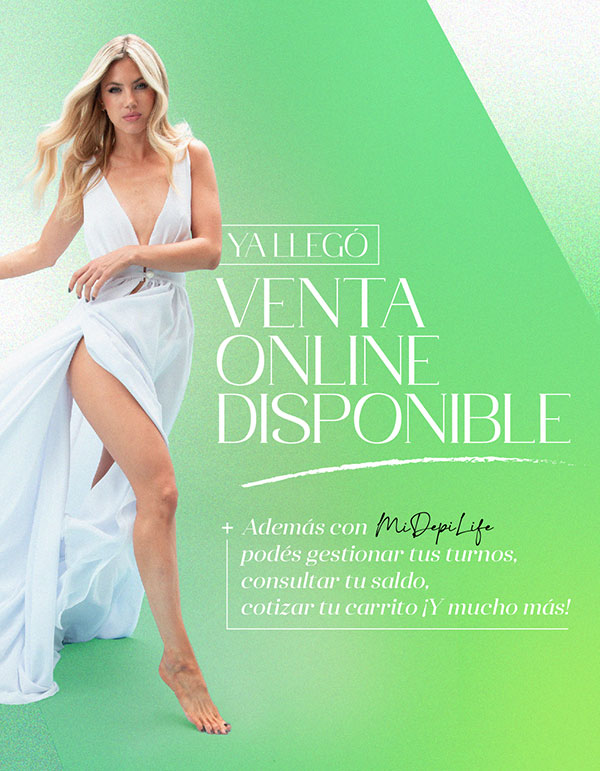 YA LLEGÓ
VENTA
ONLINE
DISPONIBLE
+ Además con MiDepiLife
podés gestionar tus turnos,
consultar tu saldo,
cotizar tu carrito ¡Y mucho más!